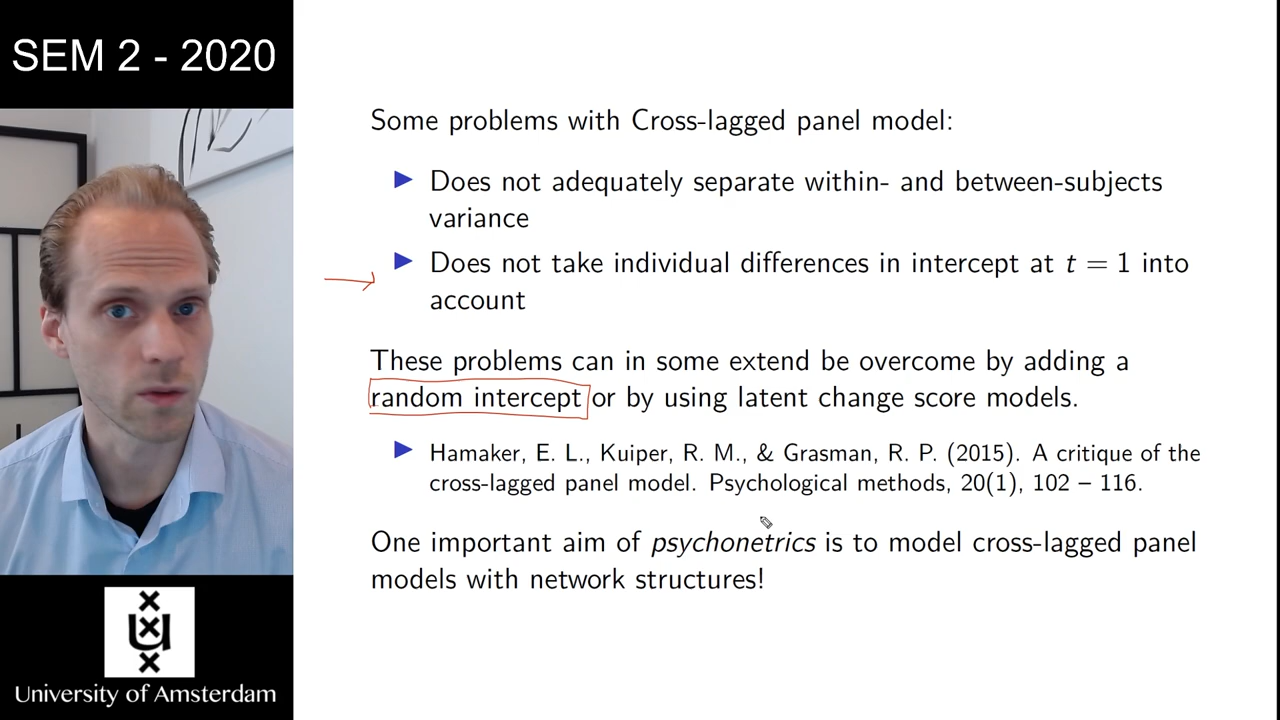 SEM 2 - 2020
Some problems with Cross-lagged panel model:
Does not adequately separate within- and between-subjects
variance
Does not take individual differences in intercept at t = 1 into
account
These problems can in some extend be overcome by adding a
random intercept or by using latent change score models.
Hamaker, E. L., Kuiper, R. M., & Grasman, R. P. (2015). A critique of the
cross-lagged panel model. Psychological methods, 20(1), 102 – 116.
One important aim of psychonetrics is to model cross-lagged panel
models with network structures!
University of Amsterdam